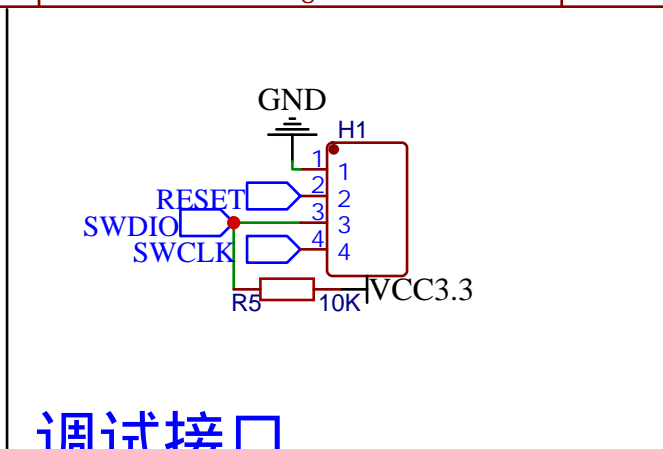 GND
H1
1 1
RESET 2 2
SWDIO 3 3
SWCLK 4 4
R5 10K VCC3.3
调试接口